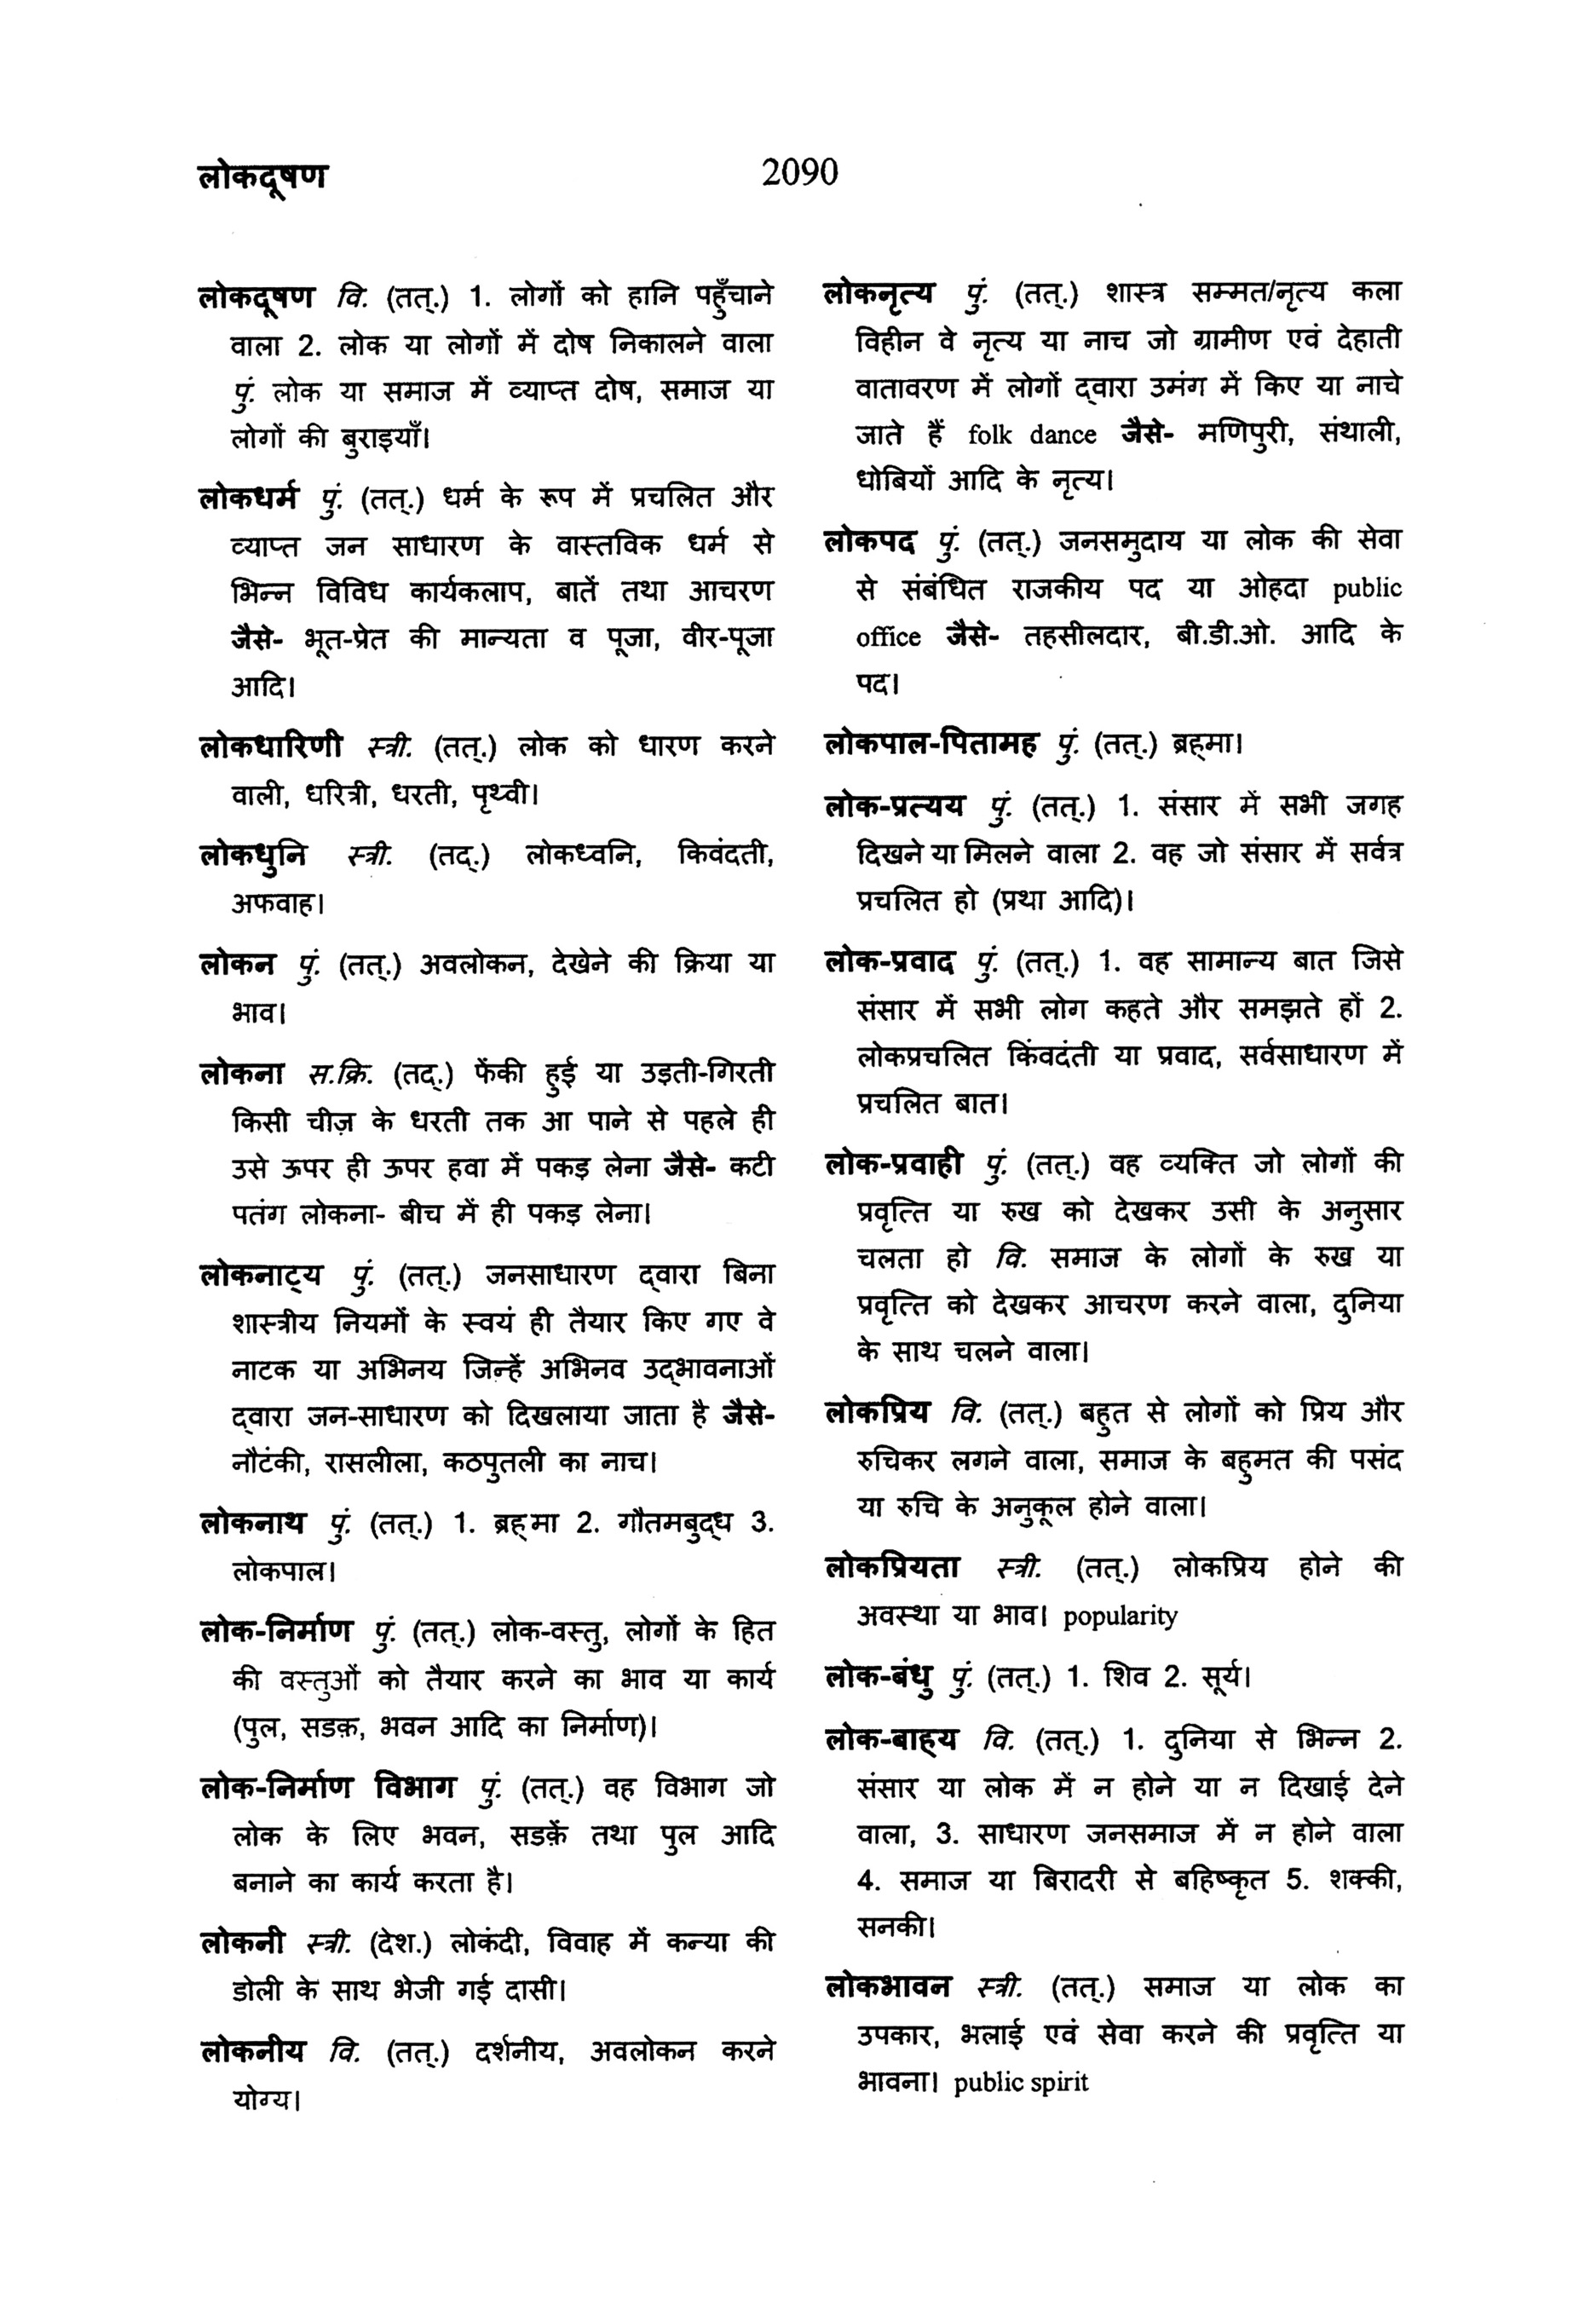 लोकदूषण
2090
लोकदूषण वि. (तत्.) 1. लोगों को हानि पहुँचाने
वाला 2. लोक या लोगों में दोष निकालने वाला
पुं. लोक या समाज में व्याप्त दोष, समाज या
लोगों की बुराइयाँ।
लोकधर्म पुं. (तत्.) धर्म के रूप में प्रचलित और
व्याप्त जन साधारण के वास्तविक धर्म से
भिन्न विविध कार्यकलाप, बातें तथा आचरण
जैसे- भूत-प्रेत की मान्यता व पूजा, वीर-पूजा
आदि।
लोकधारिणी स्त्री. (तत्.) लोक को धारण करने
वाली, धरित्री, धरती, पृथ्वी।
लोकधुनि स्त्री. (तद्.) लोकध्वनि, किवंदती,
अफवाह।
लोकन पुं. (तत्.) अवलोकन, देखेने की क्रिया या
भाव।
लोकना स.क्रि. (तद्.) फेंकी हुई या उड़ती-गिरती
किसी चीज़ के धरती तक आ पाने से पहले ही
उसे ऊपर ही ऊपर हवा में पकड़ लेना जैसे- कटी
पतंग लोकना- बीच में ही पकड़ लेना।
लोकनाट्य पुं. (तत्.) जनसाधारण द्वारा बिना
शास्त्रीय नियमों के स्वयं ही तैयार किए गए वे
नाटक या अभिनय जिन्हें अभिनव उद्भावनाओं
द्वारा जन-साधारण को दिखलाया जाता है जैसे-
नौटंकी, रासलीला, कठपुतली का नाच।
लोकनाथ पुं. (तत्.) 1. ब्रह्मा 2. गौतमबुद्ध 3.
लोकपाल।
लोक-निर्माण पुं. (तत्.) लोक-वस्तु, लोगों के हित
की वस्तुओं को तैयार करने का भाव या कार्य
(पुल, सडक़, भवन आदि का निर्माण)।
लोक-निर्माण विभाग पुं. (तत्.) वह विभाग जो
लोक के लिए भवन, सडक़ें तथा पुल आदि
बनाने का कार्य करता है।
लोकनी स्त्री. (देश.) लोकंदी, विवाह में कन्या की
डोली के साथ भेजी गई दासी।
लोकनीय वि. (तत्.) दर्शनीय, अवलोकन करने
योग्य।
लोकनृत्य पुं. (तत्.) शास्त्र सम्मत/नृत्य कला
विहीन वे नृत्य या नाच जो ग्रामीण एवं देहाती
वातावरण में लोगों द्वारा उमंग में किए या नाचे
जाते हैं folk dance जैसे- मणिपुरी, संथाली,
धोबियों आदि के नृत्य।
लोकपद पुं. (तत्.) जनसमुदाय या लोक की सेवा
से संबंधित राजकीय पद या ओहदा public
office जैसे- तहसीलदार, बी.डी.ओ. आदि के
पद।
लोकपाल-पितामह पुं. (तत्.) ब्रह्मा।
लोक-प्रत्यय पुं. (तत्.) 1. संसार में सभी जगह
दिखने या मिलने वाला 2. वह जो संसार में सर्वत्र
प्रचलित हो (प्रथा आदि)।
लोक-प्रवाद पुं. (तत्.) 1. वह सामान्य बात जिसे
संसार में सभी लोग कहते और समझते हों 2.
लोकप्रचलित किंवदंती या प्रवाद, सर्वसाधारण में
प्रचलित बात।
लोक-प्रवाही पुं. (तत्.) वह व्यक्ति जो लोगों की
प्रवृत्ति या रुख को देखकर उसी के अनुसार
चलता हो वि. समाज के लोगों के रुख या
प्रवृत्ति को देखकर आचरण करने वाला, दुनिया
के साथ चलने वाला।
लोकप्रिय वि. (तत्.) बहुत से लोगों को प्रिय और
रुचिकर लगने वाला, समाज के बहुमत की पसंद
या रुचि के अनुकूल होने वाला।
लोकप्रियता स्त्री. (तत्.) लोकप्रिय होने की
अवस्था या भाव। popularity
लोक-बंधु पुं. (तत्.) 1. शिव 2. सूर्य।
लोक-बाह्य वि. (तत्.) 1. दुनिया से भिन्न 2.
संसार या लोक में न होने या न दिखाई देने
वाला, 3. साधारण जनसमाज में न होने वाला
4. समाज या बिरादरी से बहिष्कृत 5. शक्की,
सनकी।
लोकभावन स्त्री. (तत्.) समाज या लोक का
उपकार, भलाई एवं सेवा करने की प्रवृत्ति या
भावना। public spirit